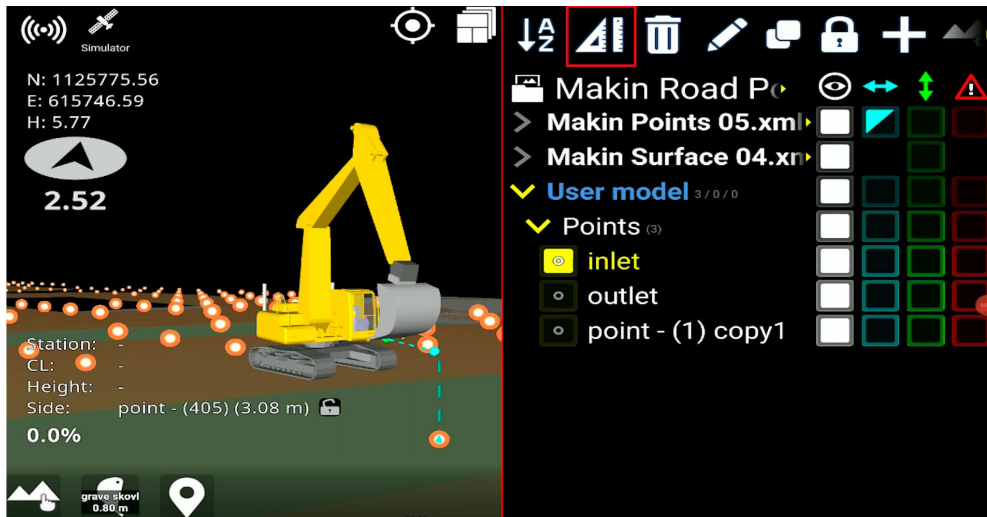 Simulator
N: 1125775.56
E: 615746.59
H: 5.77
2.52
Station: -
CL: -
Height: -
Side: point - (405) (3.08 m)
0.0%
grave skovl
0.80 m
A
Z
Makin Road P
Makin Points 05.xml
Makin Surface 04.xn
User model 3/0/0
Points (3)
inlet
outlet
point - (1) copy1